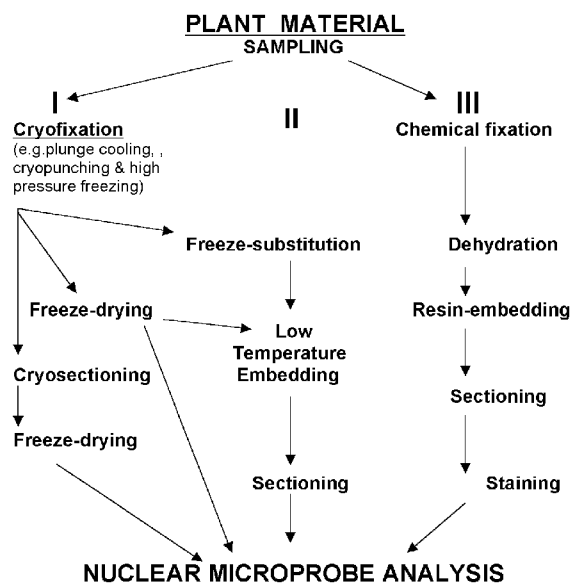 PLANT MATERIAL
SAMPLING
I
II
III
Cryofixation
(e.g.plunge cooling, ,
cryopunching & high
pressure freezing)
Chemical fixation
Freeze-substitution
Dehydration
Freeze-drying
Resin-embedding
Low
Temperature
Embedding
Cryosectioning
Sectioning
Freeze-drying
Sectioning
Staining
NUCLEAR MICROPROBE ANALYSIS